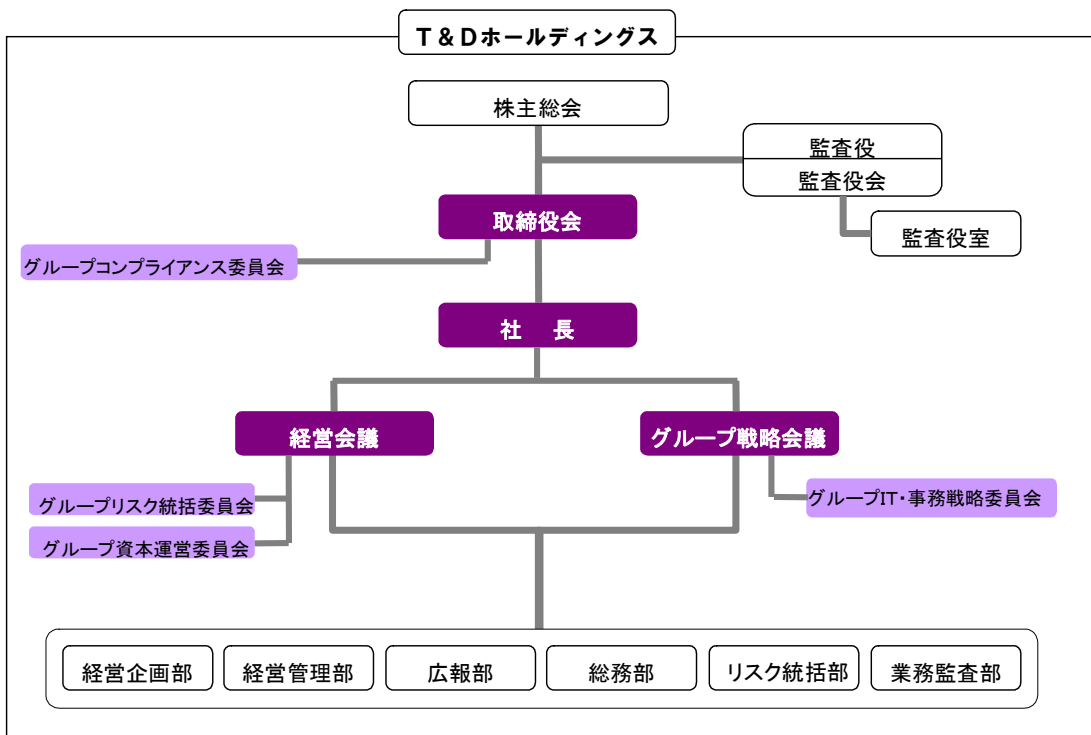 T&Dホールディングス
株主総会
監査役
監査役会
取締役会
監査役室
グループコンプライアンス委員会
社 長
経営会議
グループ戦略会議
グループリスク統括委員会
グループIT・事務戦略委員会
グループ資本運営委員会
経営企画部
経営管理部
広報部
総務部
リスク統括部
業務監査部